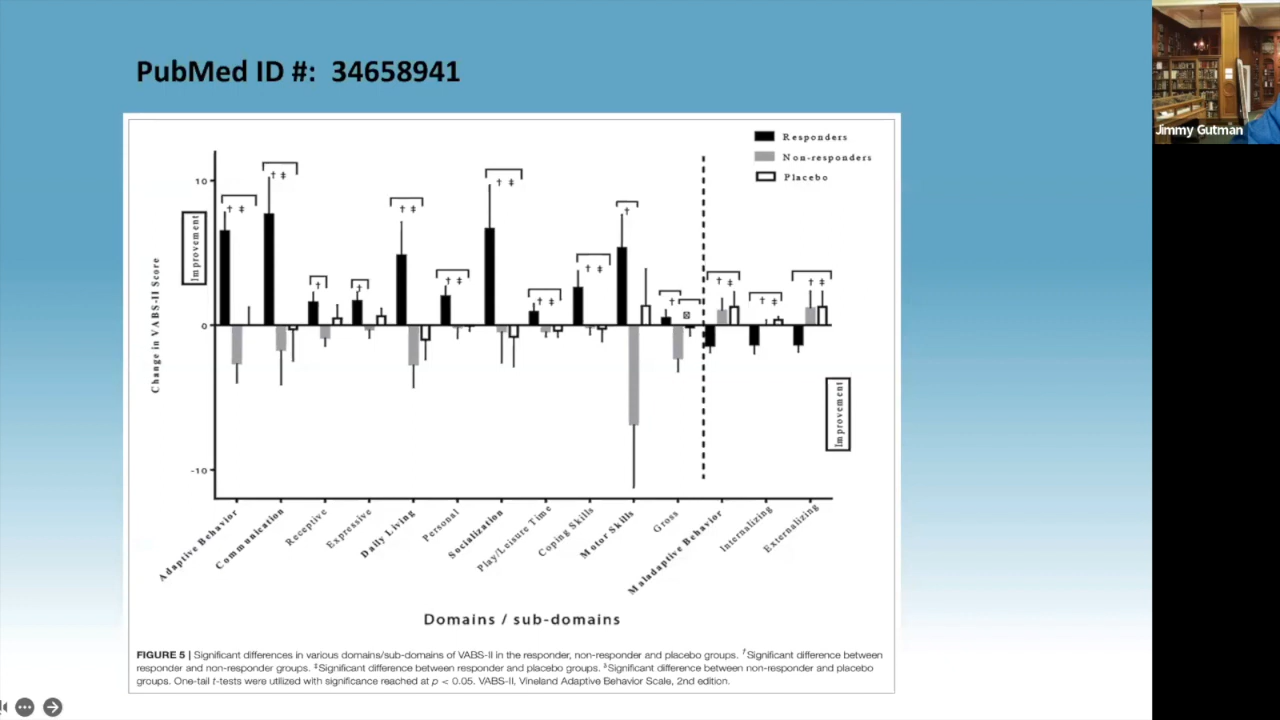 PubMed ID #: 34658941
Jimmy Gutman
Responders
Non-responders
Placebo
10
0
-10
Improvement
Change in VABS-II Score
† ‡
† ‡
†
†
† ‡
† ‡
† ‡
† ‡
† ‡
†
†
† ‡
† ‡
† ‡
Improvement
Adaptive Behavior
Communication
Receptive
Expressive
Daily Living
Personal
Socialization
Play/Leisure Time
Coping Skills
Motor Skills
Gross
Maladaptive Behavior
Internalizing
Externalizing
Domains / sub-domains
FIGURE 5 | Significant differences in various domains/sub-domains of VABS-II in the responder, non-responder and placebo groups. †Significant difference between
responder and non-responder groups. ‡Significant difference between responder and placebo groups. Significant difference between non-responder and placebo
groups. One-tail t-tests were utilized with significance reached at p < 0.05. VABS-II, Vineland Adaptive Behavior Scale, 2nd edition.